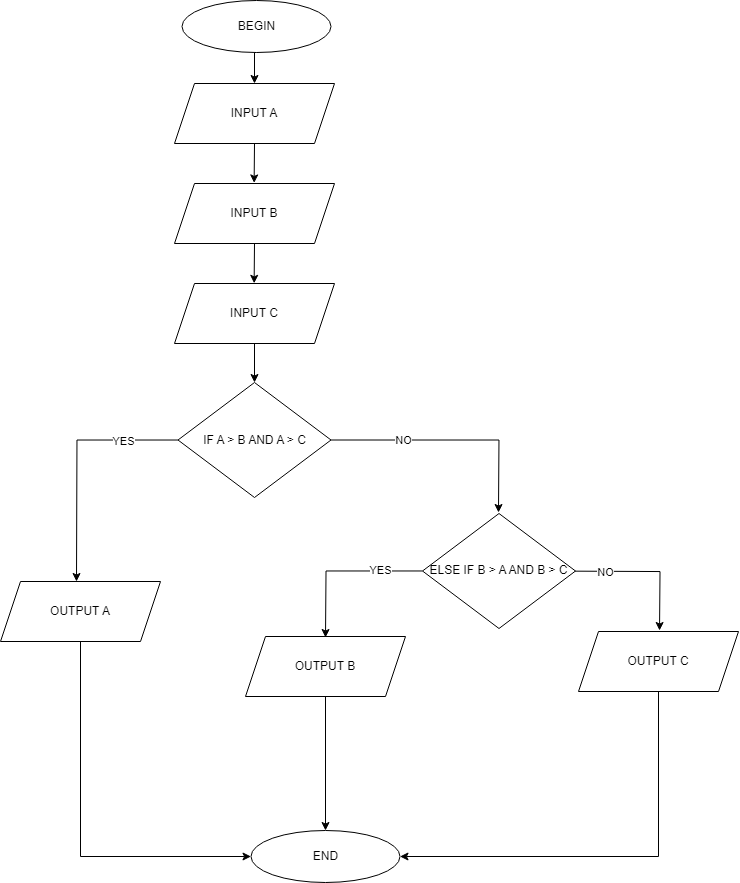 BEGIN
INPUT A
INPUT B
INPUT C
IF A > B AND A > C
YES
NO
ELSE IF B > A AND B > C
YES
NO
OUTPUT A
OUTPUT B
OUTPUT C
END